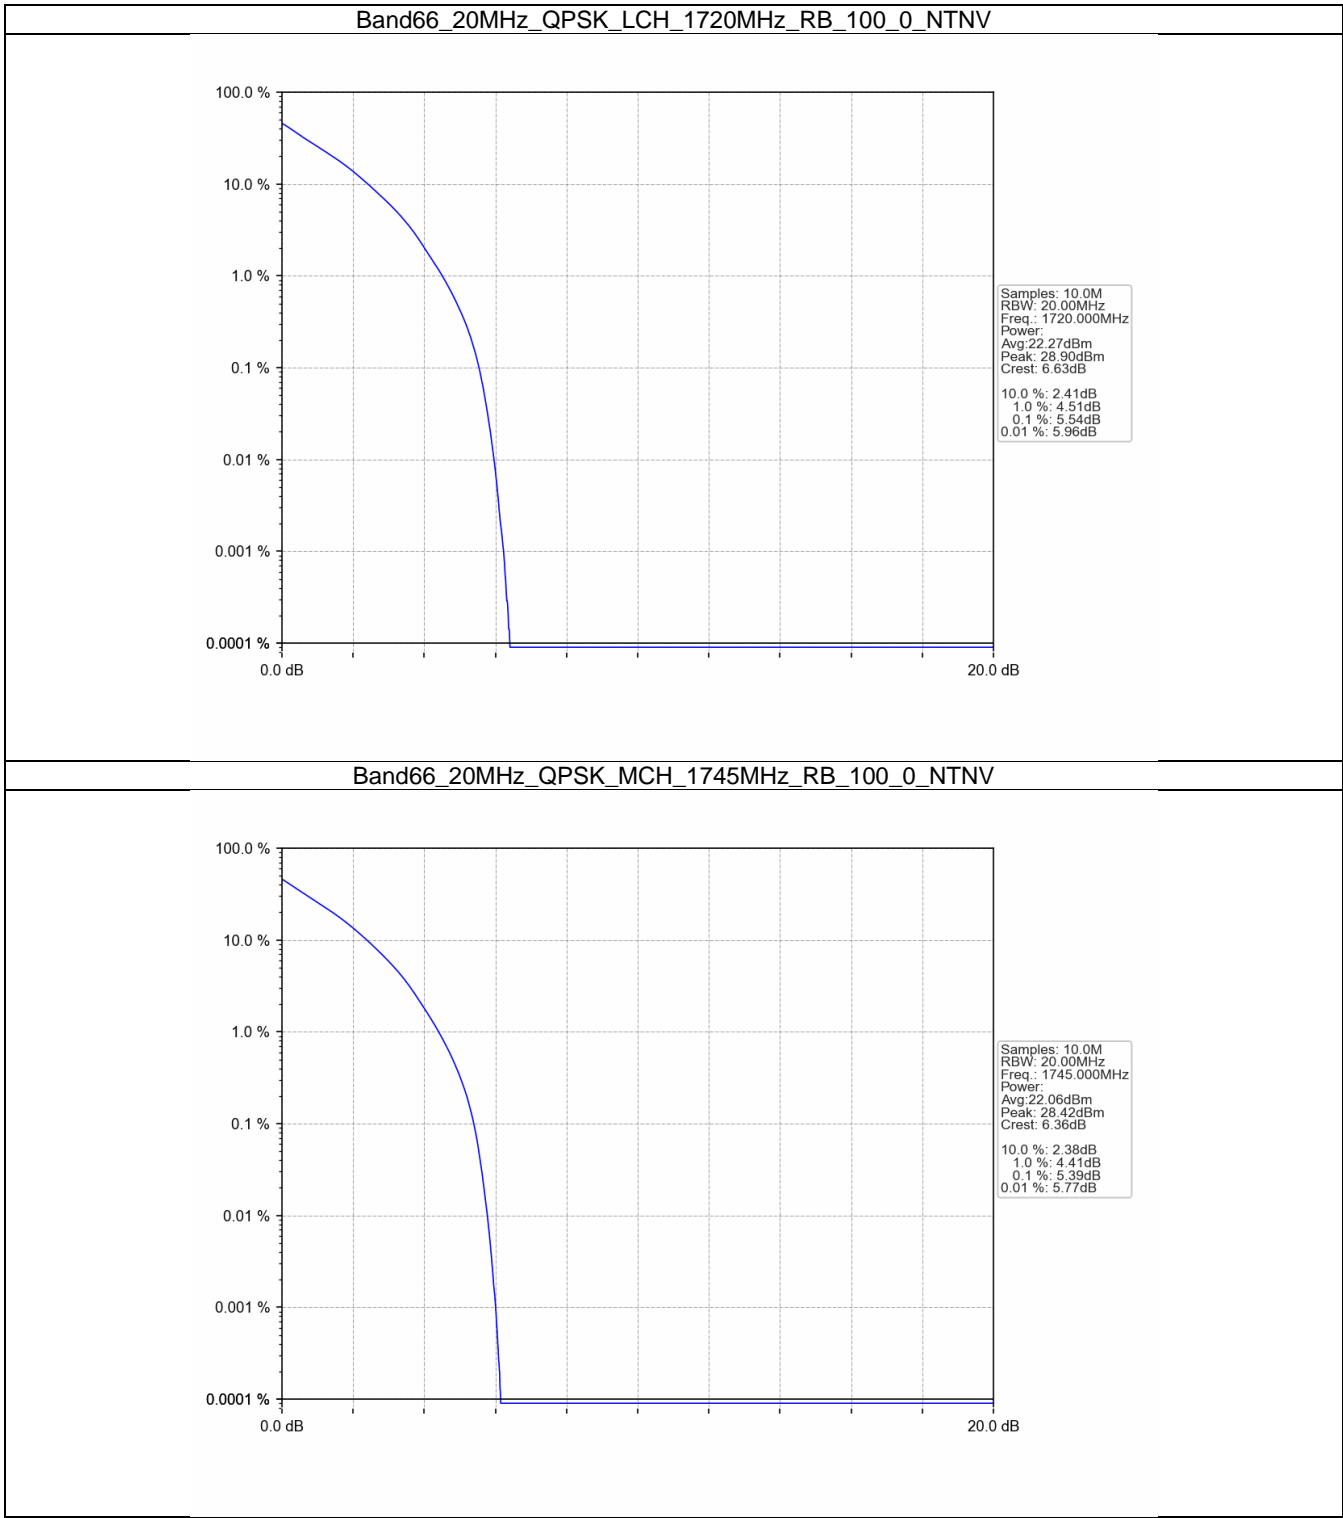 Band66_20MHz_QPSK_LCH_1720MHz_RB_100_0_NTNV
100.0 %
10.0 %
1.0 %
0.1 %
0.01 %
0.001 %
0.0001 %
0.0 dB
20.0 dB
Samples: 10.0M
RBW: 20.00MHz
Freq.: 1720.000MHz
Power:
Avg:22.27dBm
Peak: 28.90dBm
Crest: 6.63dB
10.0 %: 2.41dB
1.0 %: 4.51dB
0.1 %: 5.54dB
0.01 %: 5.96dB
Band66_20MHz_QPSK_MCH_1745MHz_RB_100_0_NTNV
100.0 %
10.0 %
1.0 %
0.1 %
0.01 %
0.001 %
0.0001 %
0.0 dB
20.0 dB
Samples: 10.0M
RBW: 20.00MHz
Freq.: 1745.000MHz
Power:
Avg:22.06dBm
Peak: 28.42dBm
Crest: 6.36dB
10.0 %: 2.38dB
1.0 %: 4.41dB
0.1 %: 5.39dB
0.01 %: 5.77dB